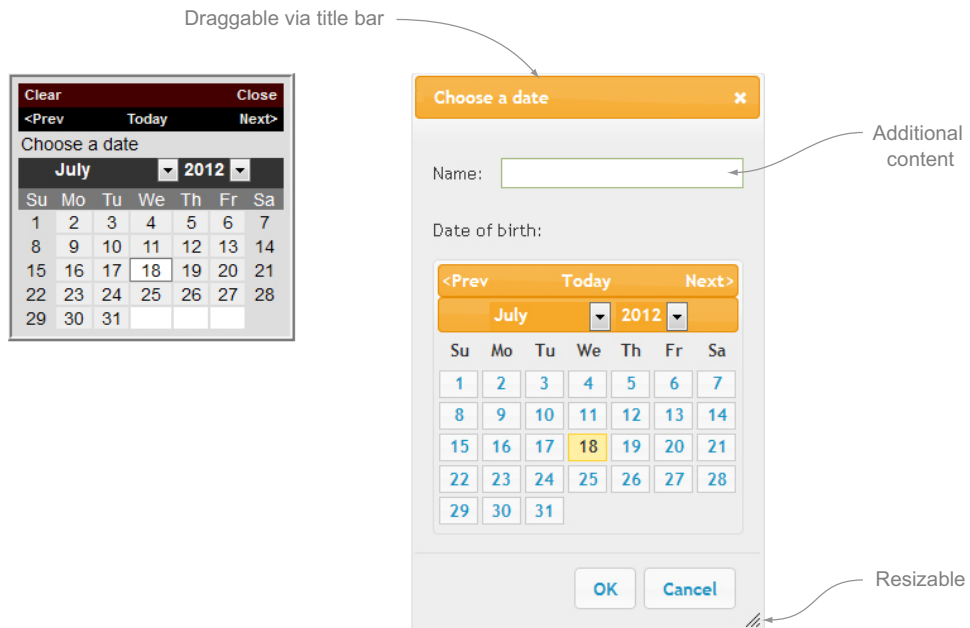 Draggable via title bar
Clear Close
<Prev Today Next>
Choose a date
July 2012
Su Mo Tu We Th Fr Sa
1 2 3 4 5 6 7
8 9 10 11 12 13 14
15 16 17 18 19 20 21
22 23 24 25 26 27 28
29 30 31
Choose a date
Name:
Additional
content
Date of birth:
<Prev Today Next>
July 2012
Su Mo Tu We Th Fr Sa
1 2 3 4 5 6 7
8 9 10 11 12 13 14
15 16 17 18 19 20 21
22 23 24 25 26 27 28
29 30 31
OK Cancel
Resizable